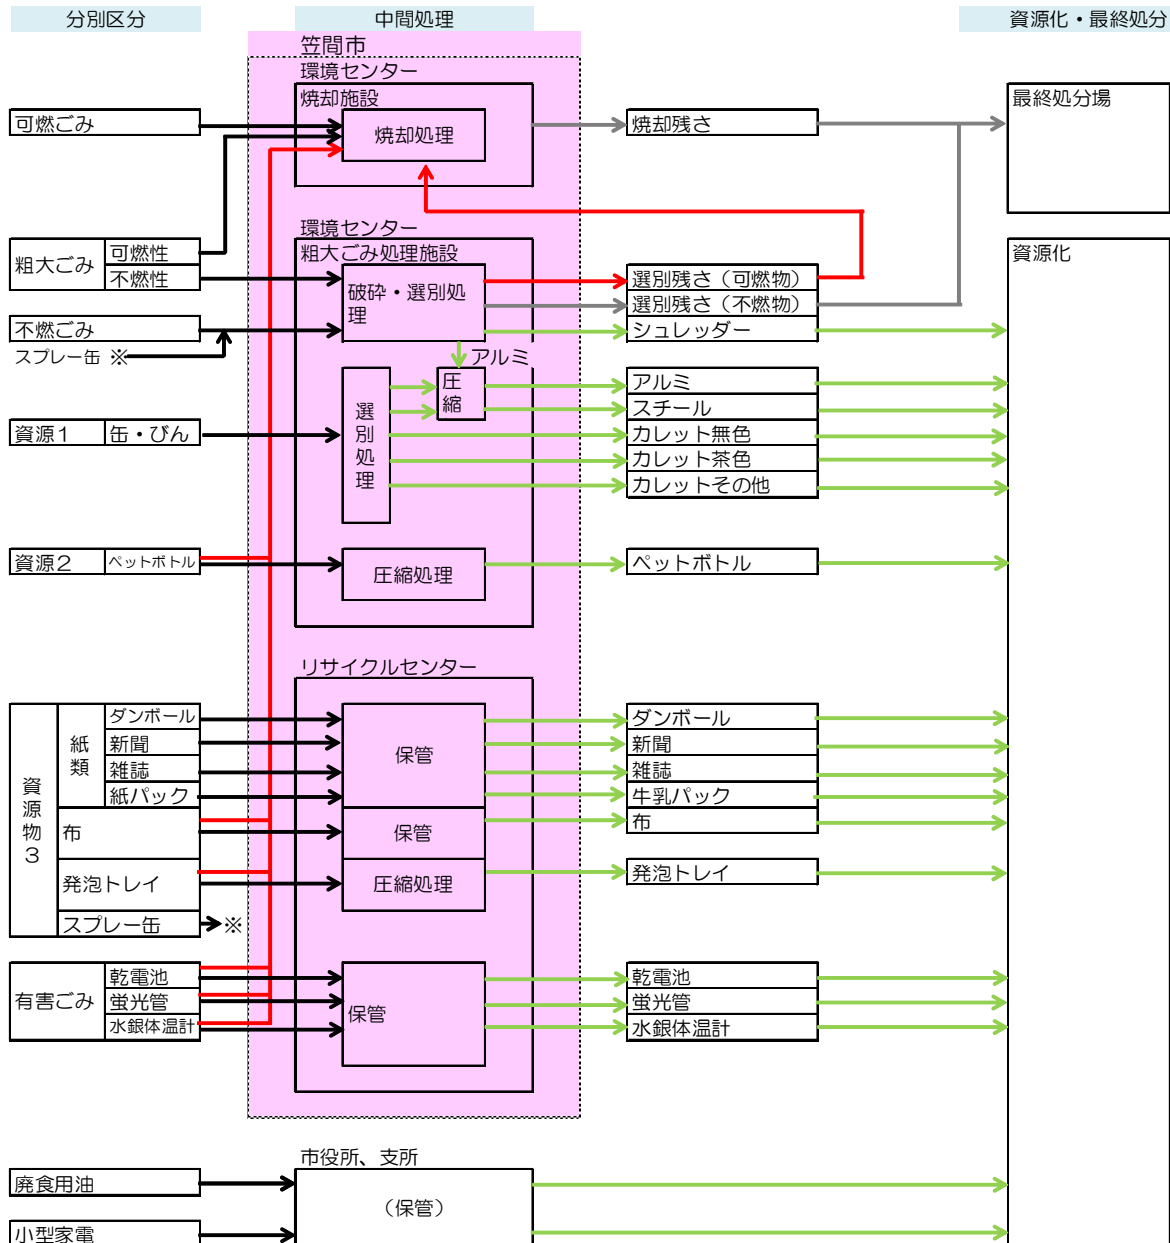 分別区分
中間処理
資源化・最終処分
笠間市
環境センター
焼却施設
最終処分場
可燃ごみ
焼却処理
焼却残さ
環境センター
粗大ごみ
可燃性
不燃性
粗大ごみ処理施設
資源化
破砕・選別処
理
選別残さ（可燃物）
選別残さ（不燃物）
シュレッダー
不燃ごみ
スプレー缶 ※
アルミ
圧
縮
アルミ
スチール
資源1
缶・びん
選
別
処
理
カレット無色
カレット茶色
カレットその他
資源2
ペットボトル
圧縮処理
ペットボトル
リサイクルセンター
資
源
物
3
紙
類
ダンボール
新聞
雑誌
紙パック
保管
ダンボール
新聞
雑誌
牛乳パック
布
保管
布
発泡トレイ
圧縮処理
発泡トレイ
スプレー缶
※
有害ごみ
乾電池
蛍光管
水銀体温計
保管
乾電池
蛍光管
水銀体温計
市役所、支所
廃食用油
（保管）
小型家電